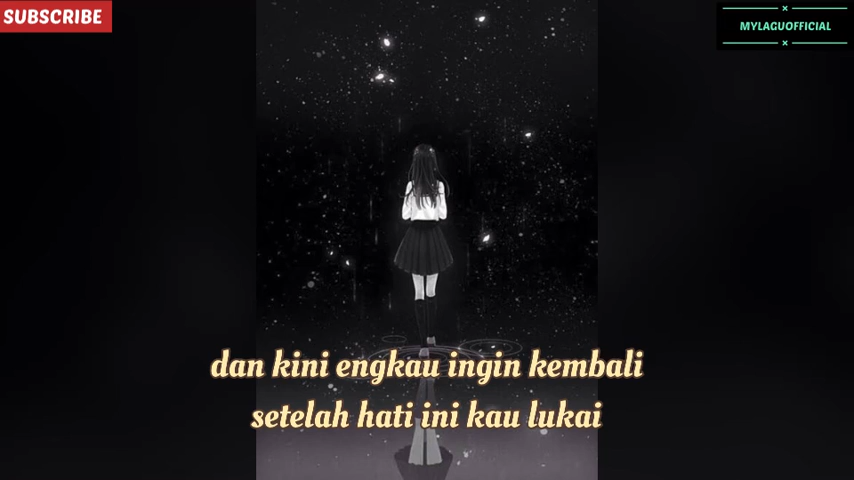 SUBSCRIBE
MYLAGUOFFICIAL
dan kini engkau ingin kembali
setelah hati ini kau lukai